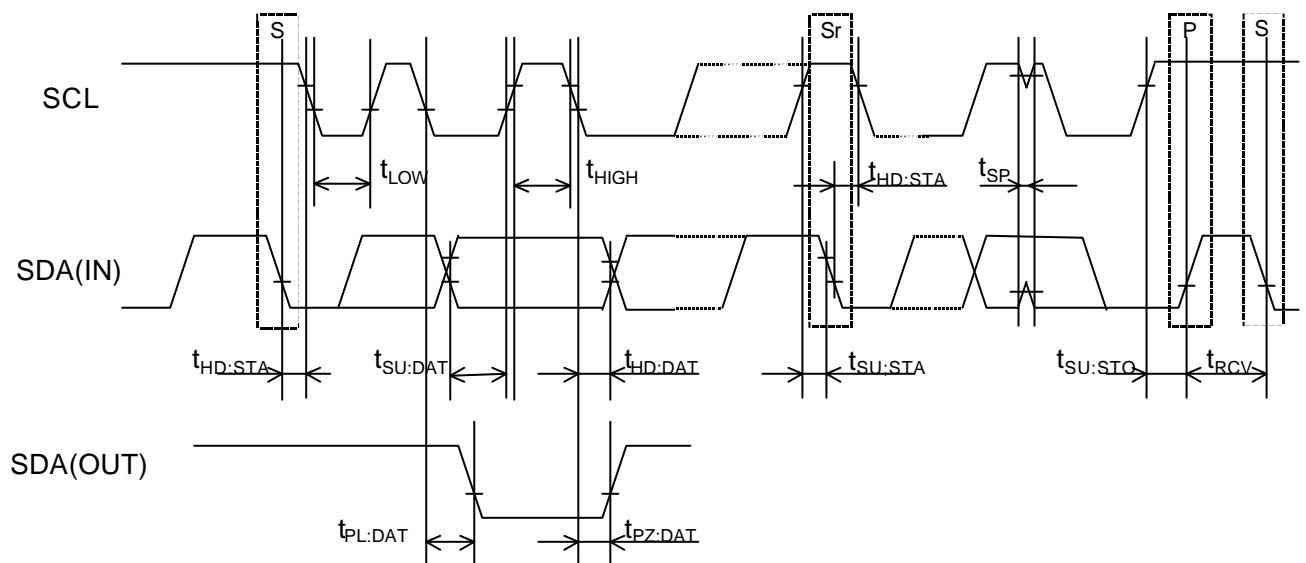 S Sr P S
SCL
tLOW tHIGH tHD:STA tSP
SDA(IN)
tHD:STA tSU:DAT tHD:DAT tSU;STA tSU:STO tRCV
SDA(OUT)
tPL:DAT tPZ:DAT